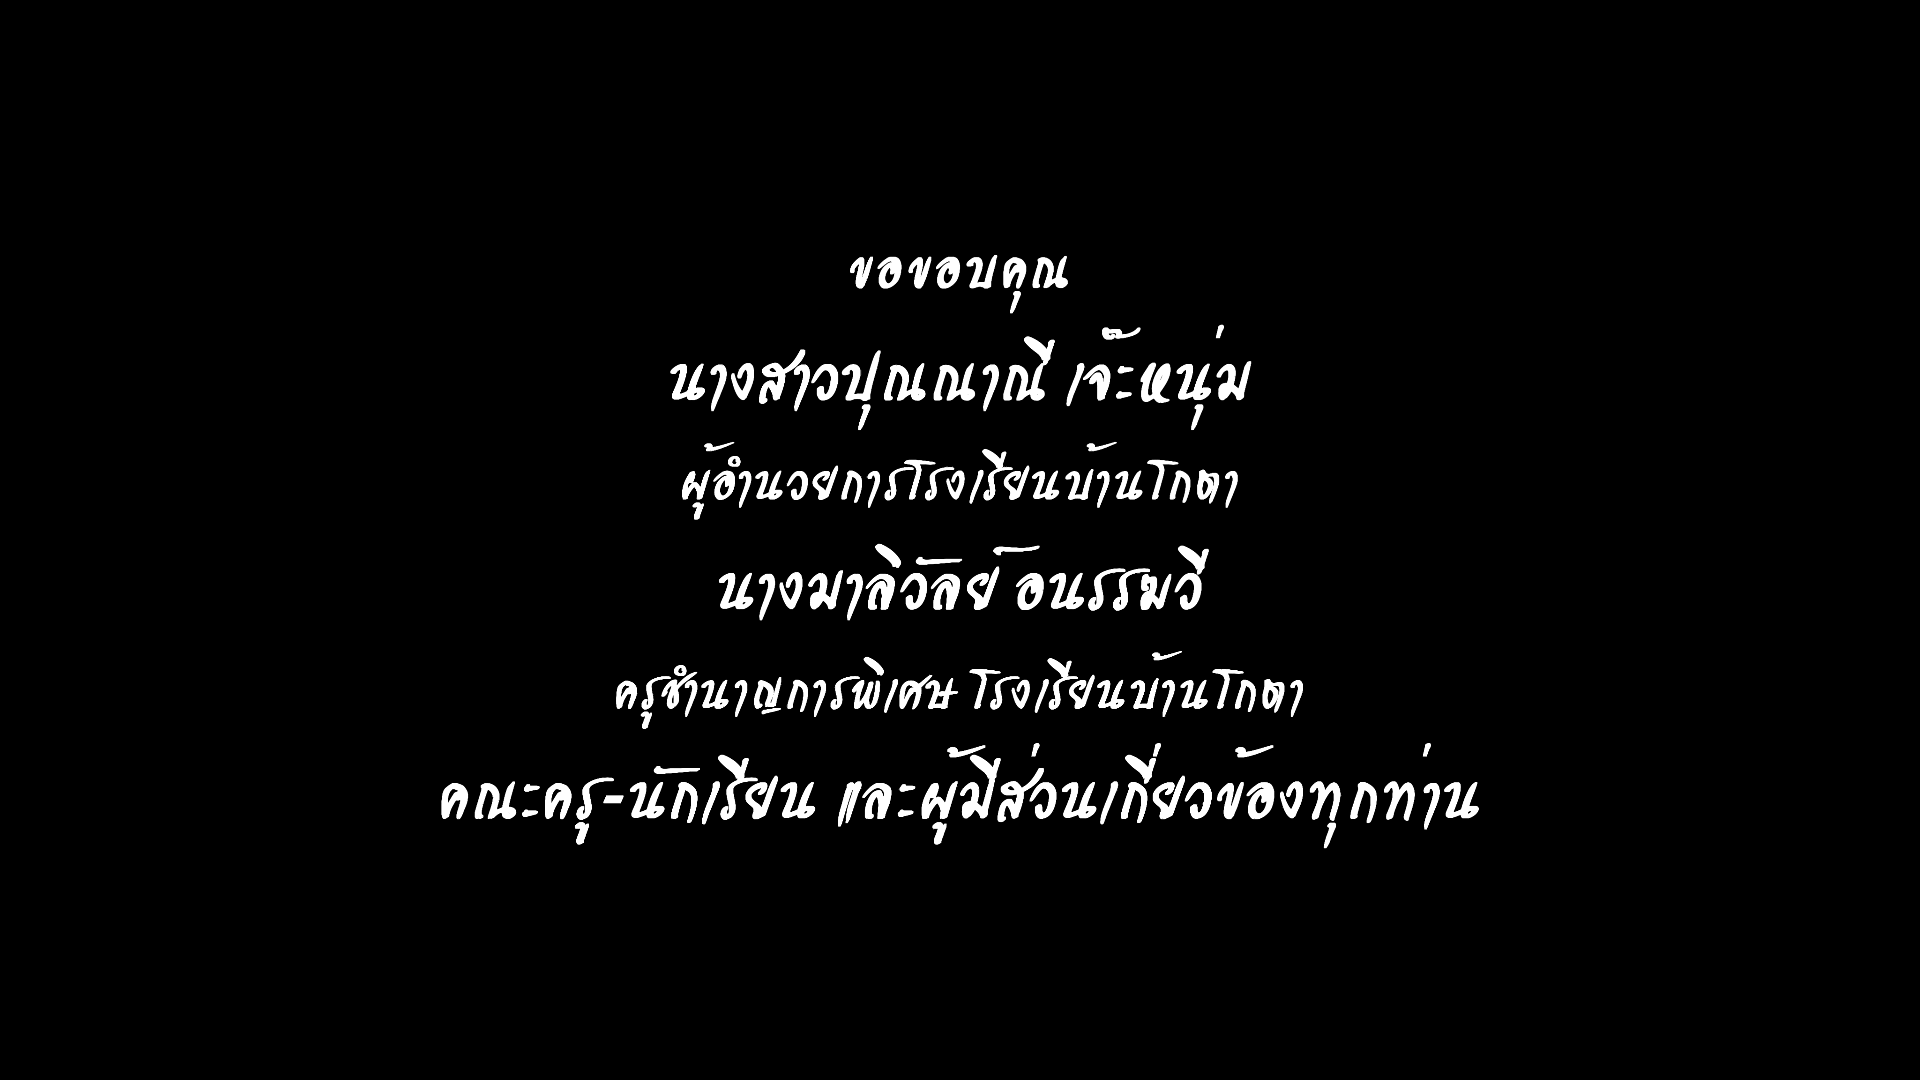 ขอขอบคุณ
นางสาวปุณณาณี เจ๊ะหนุ่ม
ผู้อำนวยการโรงเรียนบ้านโกตา
นางมาลิวัลย์ อนรรฆวี
ครูชำนาญการพิเศษ โรงเรียนบ้านโกตา
คณะครู-นักเรียน และผู้มีส่วนเกี่ยวข้องทุกท่าน